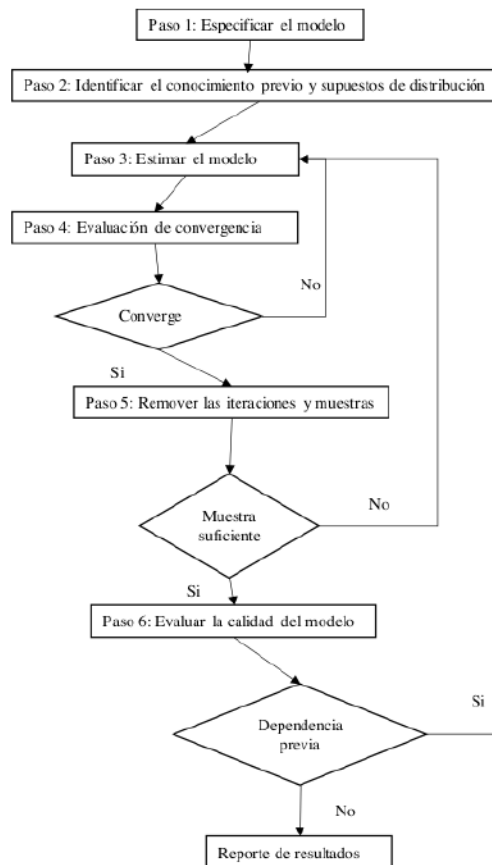 Paso 1: Especificar el modelo
Paso 2: Identificar el conocimiento previo y supuestos de distribución
Paso 3: Estimar el modelo
Paso 4: Evaluación de convergencia
No
Converge
Si
Paso 5: Remover las iteraciones y muestras
No
Muestra
suficiente
Si
Paso 6: Evaluar la calidad del modelo
Si
Dependencia
previa
No
Reporte de resultados